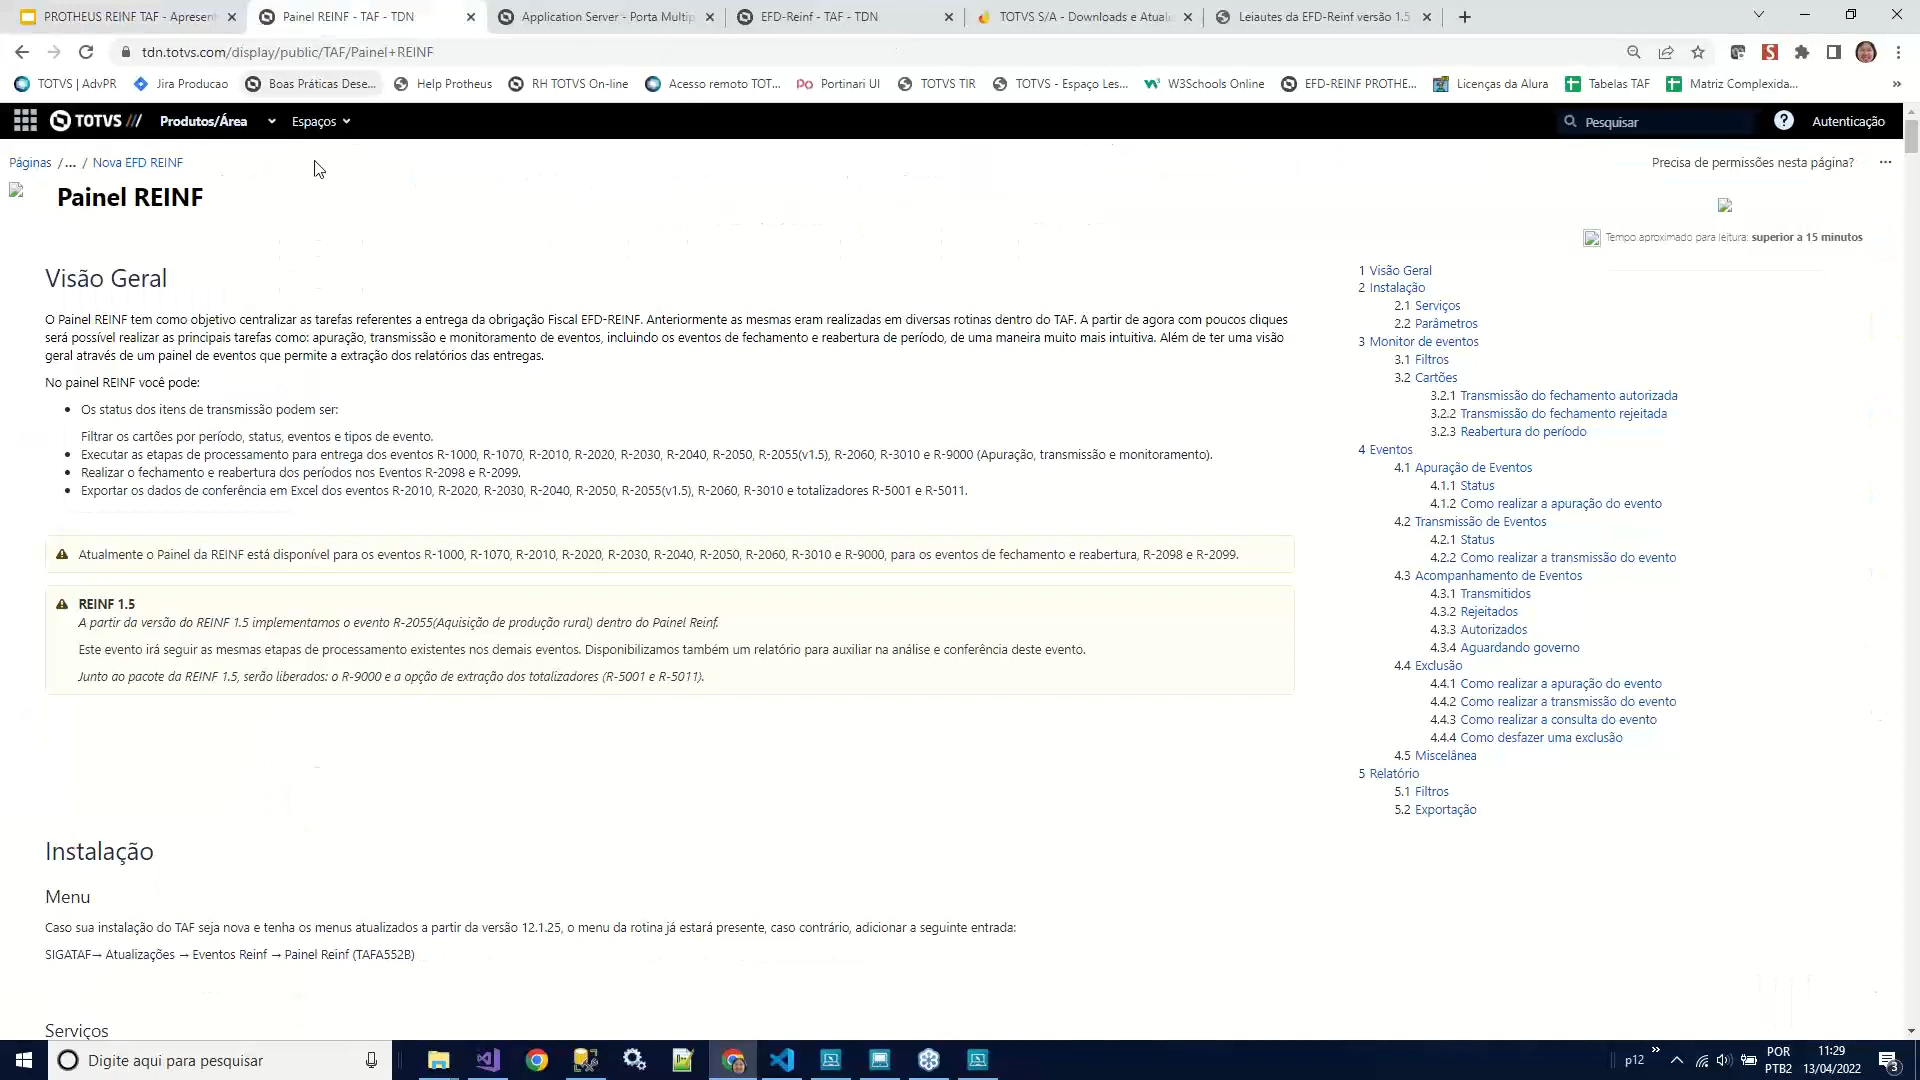 PROTHEUS REINF TAF - Apresent
Painel REINF - TAF - TDN
Application Server - Porta Multip
EFD-Reinf - TAF - TDN
TOTVS S/A - Downloads e Atuali
Leiautes da EFD-Reinf versão 1.5
tdn.totvs.com/display/public/TAF/Painel+REINF
TOTVS | AdvPR
Jira Producao
Boas Práticas Dese...
Help Protheus
RH TOTVS On-line
Acesso remoto TOT...
Portinari UI
TOTVS TIR
TOTVS - Espaço Les...
W3Schools Online
EFD-REINF PROTHE...
Licenças da Alura
Tabelas TAF
Matriz Complexida...
»
TOTVS ///
Produtos/Área
Espaços
Pesquisar
Autenticação
Páginas /... / Nova EFD REINF
Precisa de permissões nesta página?
Painel REINF
Tempo aproximado para leitura: superior a 15 minutos
Visão Geral
O Painel REINF tem como objetivo centralizar as tarefas referentes a entrega da obrigação Fiscal EFD-REINF. Anteriormente as mesmas eram realizadas em diversas rotinas dentro do TAF. A partir de agora com poucos cliques
será possível realizar as principais tarefas como: apuração, transmissão e monitoramento de eventos, incluindo os eventos de fechamento e reabertura de período, de uma maneira muito mais intuitiva. Além de ter uma visão
geral através de um painel de eventos que permite a extração dos relatórios das entregas.
No painel REINF você pode:
• Os status dos itens de transmissão podem ser:
Filtrar os cartões por período, status, eventos e tipos de evento.
• Executar as etapas de processamento para entrega dos eventos R-1000, R-1070, R-2010, R-2020, R-2030, R-2040, R-2050, R-2055(v1.5), R-2060, R-3010 e R-9000 (Apuração, transmissão e monitoramento).
• Realizar o fechamento e reabertura dos períodos nos Eventos R-2098 e R-2099.
• Exportar os dados de conferência em Excel dos eventos R-2010, R-2020, R-2030, R-2040, R-2050, R-2055(v1.5), R-2060, R-3010 e totalizadores R-5001 e R-5011.
Atualmente o Painel da REINF está disponível para os eventos R-1000, R-1070, R-2010, R-2020, R-2030, R-2040, R-2050, R-2060, R-3010 e R-9000, para os eventos de fechamento e reabertura, R-2098 e R-2099.
REINF 1.5
A partir da versão do REINF 1.5 implementamos o evento R-2055(Aquisição de produção rural) dentro do Painel Reinf.
Este evento irá seguir as mesmas etapas de processamento existentes nos demais eventos. Disponibilizamos também um relatório para auxiliar na análise e conferência deste evento.
Junto ao pacote da REINF 1.5, serão liberados: o R-9000 e a opção de extração dos totalizadores (R-5001 e R-5011).
1 Visão Geral
2 Instalação
2.1 Serviços
2.2 Parâmetros
3 Monitor de eventos
3.1 Filtros
3.2 Cartões
3.2.1 Transmissão do fechamento autorizada
3.2.2 Transmissão do fechamento rejeitada
3.2.3 Reabertura do período
4 Eventos
4.1 Apuração de Eventos
4.1.1 Status
4.1.2 Como realizar a apuração do evento
4.2 Transmissão de Eventos
4.2.1 Status
4.2.2 Como realizar a transmissão do evento
4.3 Acompanhamento de Eventos
4.3.1 Transmitidos
4.3.2 Rejeitados
4.3.3 Autorizados
4.3.4 Aguardando governo
4.4 Exclusão
4.4.1 Como realizar a apuração do evento
4.4.2 Como realizar a transmissão do evento
4.4.3 Como realizar a consulta do evento
4.4.4 Como desfazer uma exclusão
4.5 Miscelânea
5 Relatório
5.1 Filtros
5.2 Exportação
Instalação
Menu
Caso sua instalação do TAF seja nova e tenha os menus atualizados a partir da versão 12.1.25, o menu da rotina já estará presente, caso contrário, adicionar a seguinte entrada:
SIGATAF→ Atualizações → Eventos Reinf → Painel Reinf (TAFA552B)
Serviços
Digite aqui para pesquisar
p12
»
POR
PTB2
11:29
13/04/2022
3